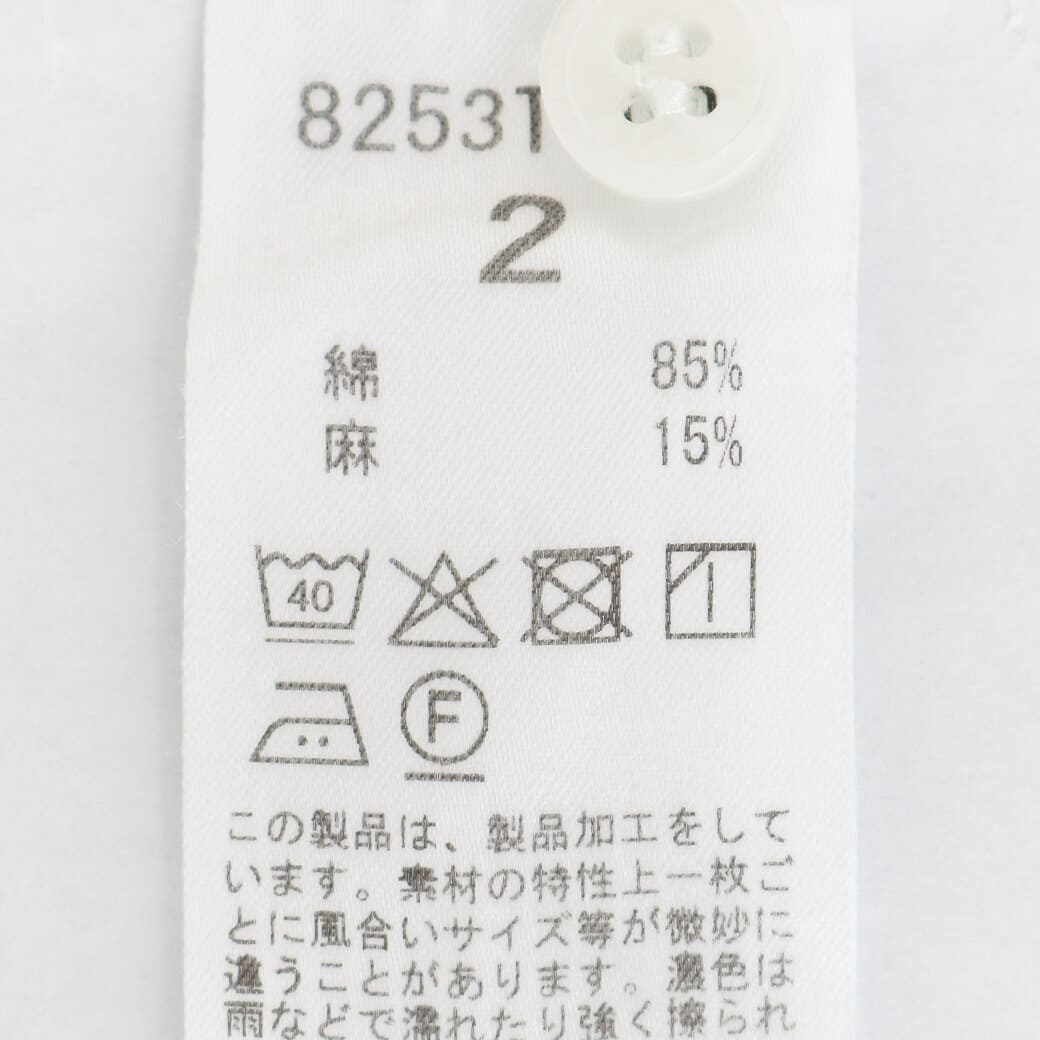 82531
2
綿 85%
麻 15%
40
F
この製品は、製品加工をして
います。素材の特性上一枚ご
とに風合いサイズ等が微妙に
違うことがあります。濃色は
雨などで濡れたり強く擦られ